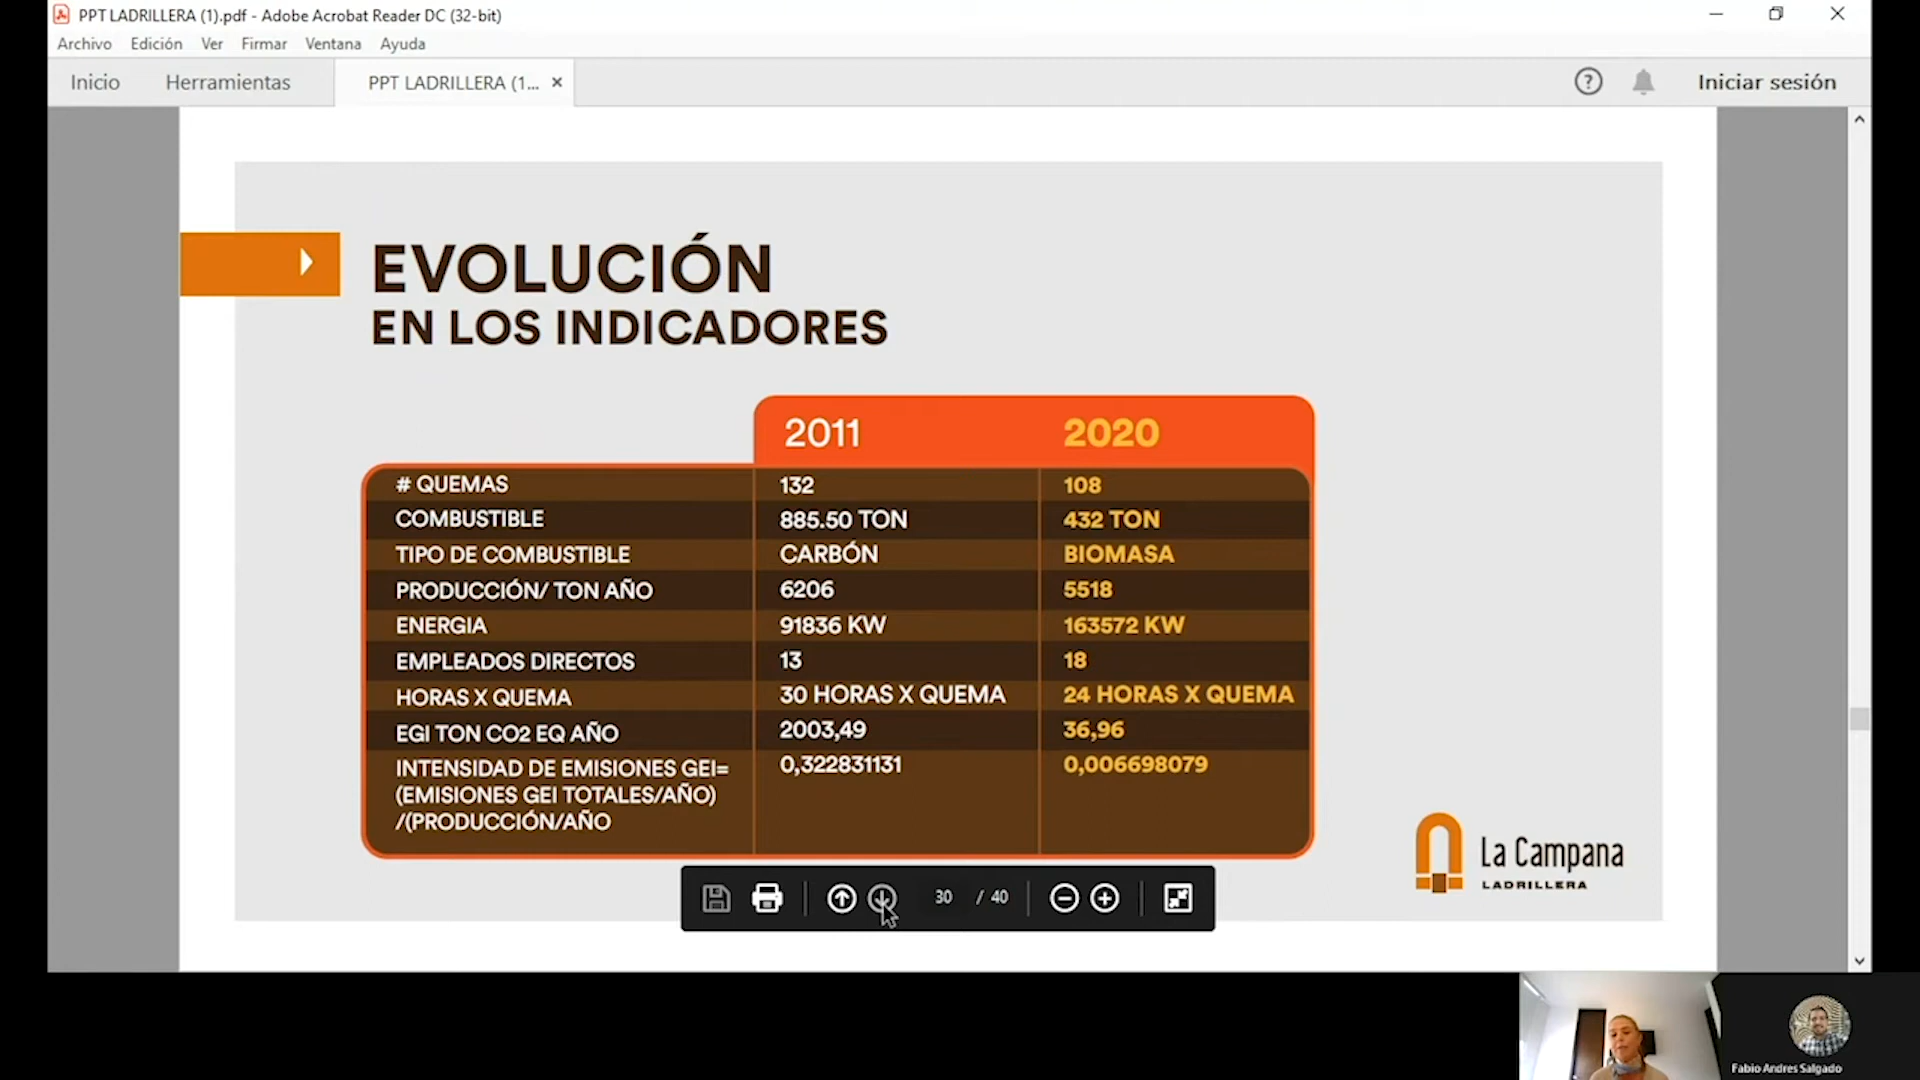 PPT LADRILLERA (1).pdf - Adobe Acrobat Reader DC (32-bit)
Archivo Edición Ver Firmar Ventana Ayuda
Inicio Herramientas PPT LADRILLERA (1... × ? Iniciar sesión
EVOLUCIÓN
EN LOS INDICADORES
2011 2020
# QUEMAS 132 108
COMBUSTIBLE 885.50 TON 432 TON
TIPO DE COMBUSTIBLE CARBÓN BIOMASA
PRODUCCIÓN/ TON AÑO 6206 5518
ENERGIA 91836 KW 163572 KW
EMPLEADOS DIRECTOS 13 18
HORAS X QUEMA 30 HORAS X QUEMA 24 HORAS X QUEMA
EGI TON CO2 EQ AÑO 2003,49 36,96
INTENSIDAD DE EMISIONES GEI= 0,322831131 0,006698079
(EMISIONES GEI TOTALES/AÑO)
/(PRODUCCIÓN/AÑO
La Campana
LADRILLERA
30 / 40
Fabio Andres Salgado